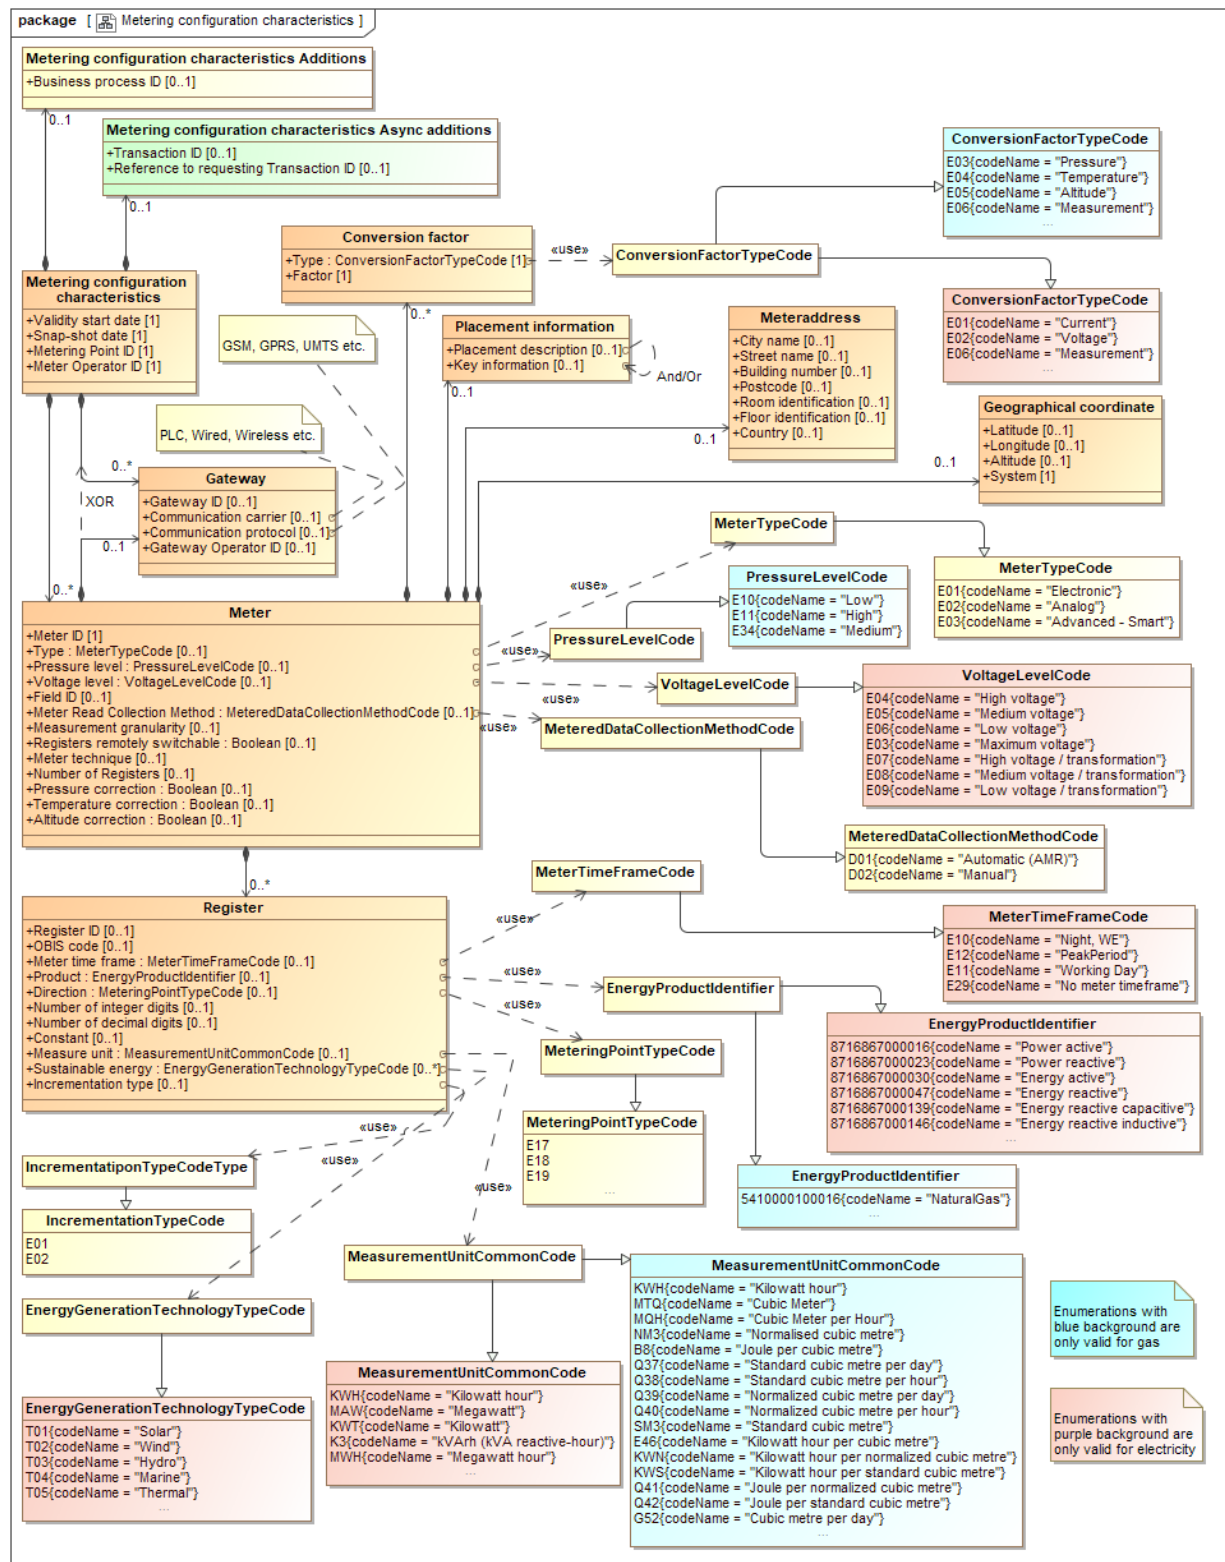 package [ Metering configuration characteristics ]
Metering configuration characteristics Additions
+Business process ID [0..1]
0..1
Metering configuration characteristics Async additions
+Transaction ID [0..1]
+Reference to requesting Transaction ID [0..1]
0..1
ConversionFactorTypeCode
E03{codeName = "Pressure"}
E04{codeName = "Temperature"}
E05{codeName = "Altitude"}
E06{codeName = "Measurement"}
...
Conversion factor
+Type : ConversionFactorTypeCode [1]
+Factor [1]
«use»
ConversionFactorTypeCode
0..*
Metering configuration
characteristics
+Validity start date [1]
+Snap-shot date [1]
+Metering Point ID [1]
+Meter Operator ID [1]
ConversionFactorTypeCode
E01{codeName = "Current"}
E02{codeName = "Voltage"}
E06{codeName = "Measurement"}
...
GSM, GPRS, UMTS etc.
Placement information
+Placement description [0..1]
+Key information [0..1]
And/Or
0..1
Meteraddress
+City name [0..1]
+Street name [0..1]
+Building number [0..1]
+Postcode [0..1]
+Room identification [0..1]
+Floor identification [0..1]
+Country [0..1]
0..1
Geographical coordinate
+Latitude [0..1]
+Longitude [0..1]
+Altitude [0..1]
+System [1]
0..1
PLC, Wired, Wireless etc.
0..*
XOR
0..1
Gateway
+Gateway ID [0..1]
+Communication carrier [0..1]
+Communication protocol [0..1]
+Gateway Operator ID [0..1]
0..*
MeterTypeCode
«use»
MeterTypeCode
E01{codeName = "Electronic"}
E02{codeName = "Analog"}
E03{codeName = "Advanced - Smart"}
PressureLevelCode
E10{codeName = "Low"}
E11{codeName = "High"}
E34{codeName = "Medium"}
Meter
+Meter ID [1]
+Type : MeterTypeCode [0..1]
+Pressure level : PressureLevelCode [0..1]
+Voltage level : VoltageLevelCode [0..1]
+Field ID [0..1]
+Meter Read Collection Method : MeteredDataCollectionMethodCode [0..1]
+Measurement granularity [0..1]
+Registers remotely switchable : Boolean [0..1]
+Meter technique [0..1]
+Number of Registers [0..1]
+Pressure correction : Boolean [0..1]
+Temperature correction : Boolean [0..1]
+Altitude correction : Boolean [0..1]
«use»
PressureLevelCode
«use»
VoltageLevelCode
«use»
MeteredDataCollectionMethodCode
VoltageLevelCode
E04{codeName = "High voltage"}
E05{codeName = "Medium voltage"}
E06{codeName = "Low voltage"}
E03{codeName = "Maximum voltage"}
E07{codeName = "High voltage / transformation"}
E08{codeName = "Medium voltage / transformation"}
E09{codeName = "Low voltage / transformation"}
MeteredDataCollectionMethodCode
D01{codeName = "Automatic (AMR)"}
D02{codeName = "Manual"}
0..*
Register
+Register ID [0..1]
+OBIS code [0..1]
+Meter time frame : MeterTimeFrameCode [0..1]
+Product : EnergyProductIdentifier [0..1]
+Direction : MeteringPointTypeCode [0..1]
+Number of integer digits [0..1]
+Number of decimal digits [0..1]
+Constant [0..1]
+Measure unit : MeasurementUnitCommonCode [0..1]
+Sustainable energy : EnergyGenerationTechnologyTypeCode [0..*]
+Incrementation type [0..1]
MeterTimeFrameCode
«use»
MeterTimeFrameCode
E10{codeName = "Night, WE"}
E12{codeName = "PeakPeriod"}
E11{codeName = "Working Day"}
E29{codeName = "No meter timeframe"}
«use»
EnergyProductIdentifier
«use»
MeteringPointTypeCode
EnergyProductIdentifier
8716867000016{codeName = "Power active"}
8716867000023{codeName = "Power reactive"}
8716867000030{codeName = "Energy active"}
8716867000047{codeName = "Energy reactive"}
8716867000139{codeName = "Energy reactive capacitive"}
8716867000146{codeName = "Energy reactive inductive"}
...
MeteringPointTypeCode
E17
E18
E19
...
EnergyProductIdentifier
5410000100016{codeName = "NaturalGas"}
...
«use»
«use»
«use»
IncrementatiponTypeCodeType
IncrementationTypeCode
E01
E02
MeasurementUnitCommonCode
EnergyGenerationTechnologyTypeCode
MeasurementUnitCommonCode
KWH{codeName = "Kilowatt hour"}
MTQ{codeName = "Cubic Meter"}
MQH{codeName = "Cubic Meter per Hour"}
NM3{codeName = "Normalised cubic metre"}
B8{codeName = "Joule per cubic metre"}
Q37{codeName = "Standard cubic metre per day"}
Q38{codeName = "Standard cubic metre per hour"}
Q39{codeName = "Normalized cubic metre per day"}
Q40{codeName = "Normalized cubic metre per hour"}
SM3{codeName = "Standard cubic metre"}
E46{codeName = "Kilowatt hour per cubic metre"}
KWN{codeName = "Kilowatt hour per normalized cubic metre"}
KWS{codeName = "Kilowatt hour per standard cubic metre"}
Q41{codeName = "Joule per normalized cubic metre"}
Q42{codeName = "Joule per standard cubic metre"}
G52{codeName = "Cubic metre per day"}
...
MeasurementUnitCommonCode
KWH{codeName = "Kilowatt hour"}
MAW{codeName = "Megawatt"}
KWT{codeName = "Kilowatt"}
K3{codeName = "kVArh (kVA reactive-hour)"}
MWH{codeName = "Megawatt hour"}
...
EnergyGenerationTechnologyTypeCode
T01{codeName = "Solar"}
T02{codeName = "Wind"}
T03{codeName = "Hydro"}
T04{codeName = "Marine"}
T05{codeName = "Thermal"}
...
Enumerations with
blue background are
only valid for gas
Enumerations with
purple background are
only valid for electricity